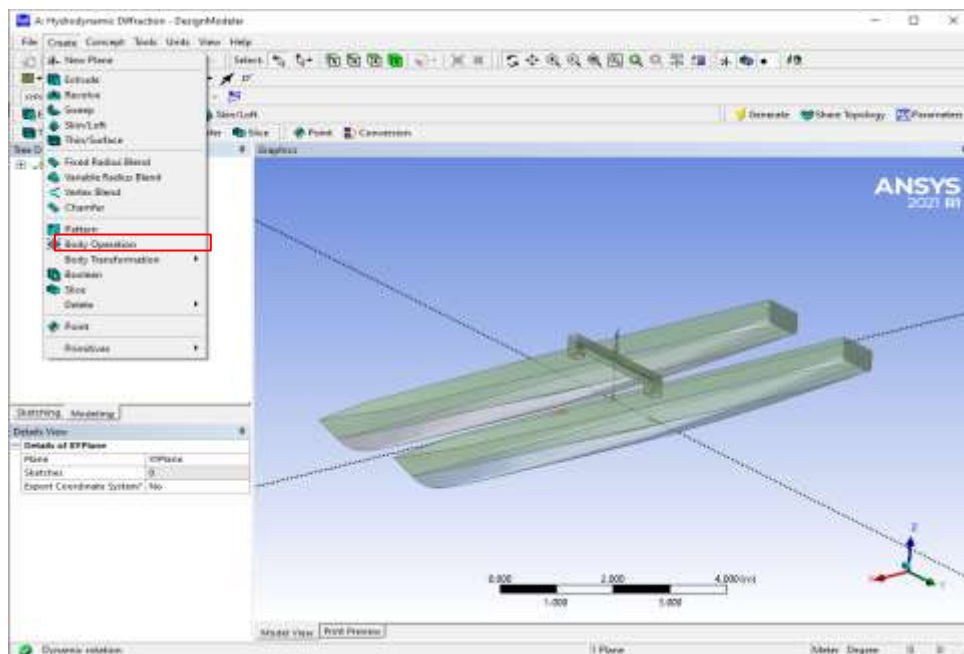 A: Hydrodynamic Diffraction - DesignModeler
File Create Concept Tools Units View Help
New Plane
Select:
Extrude
Revolve
Sweep
Skin/Loft
Skin/Loft
Generate Share Topology Parameters
Thin/Surface
Slice Point Conversion
Graphics
Fixed Radius Blend
Variable Radius Blend
Vertex Blend
Chamfer
ANSYS
2021 R1
Pattern
Body Operation
Body Transformation
Boolean
Slice
Delete
Point
Primitives
Sketching Modeling
Details View
Details of XYPlane
Plane XYPlane
Sketches 0
Export Coordinate System? No
Z
X Y
0.000 2.000 4.000 (m)
1.000 3.000
Model View Print Preview
Dynamic rotation 1 Plane Meter Degree 0 0